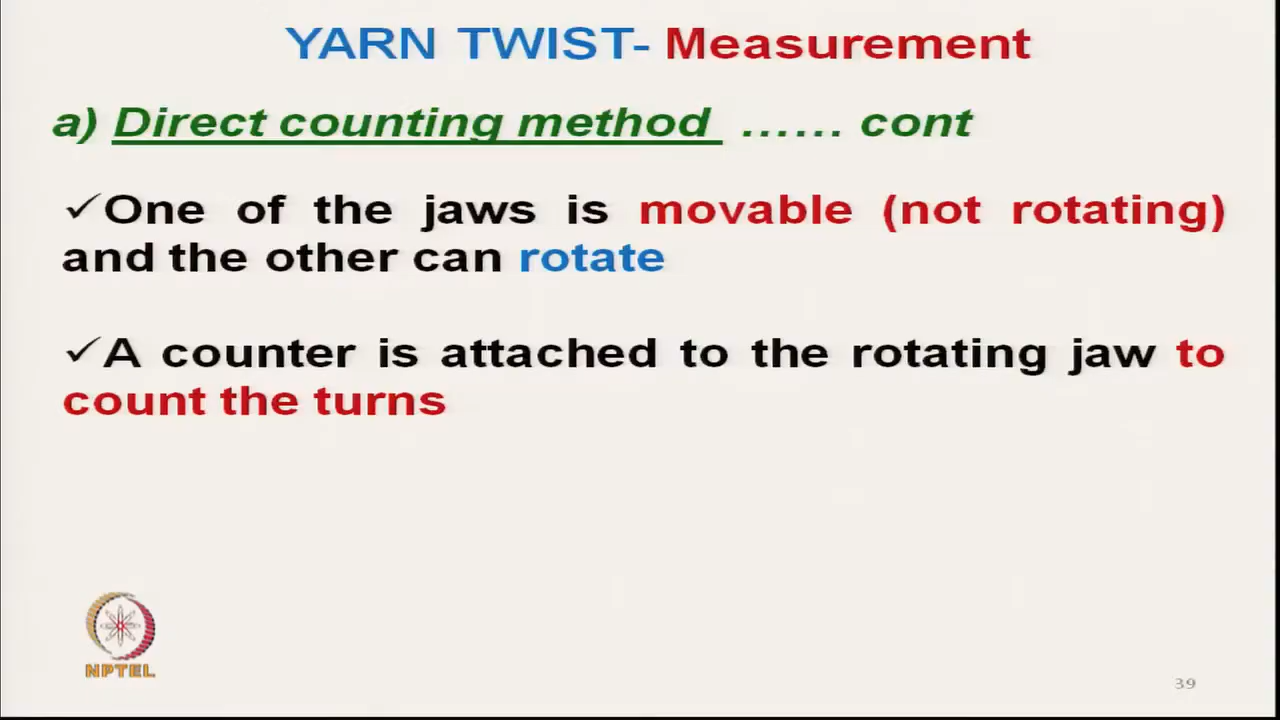 YARN TWIST- Measurement
a) Direct counting method ...... cont
✓One of the jaws is movable (not rotating)
and the other can rotate
✓A counter is attached to the rotating jaw to
count the turns
NPTEL
39